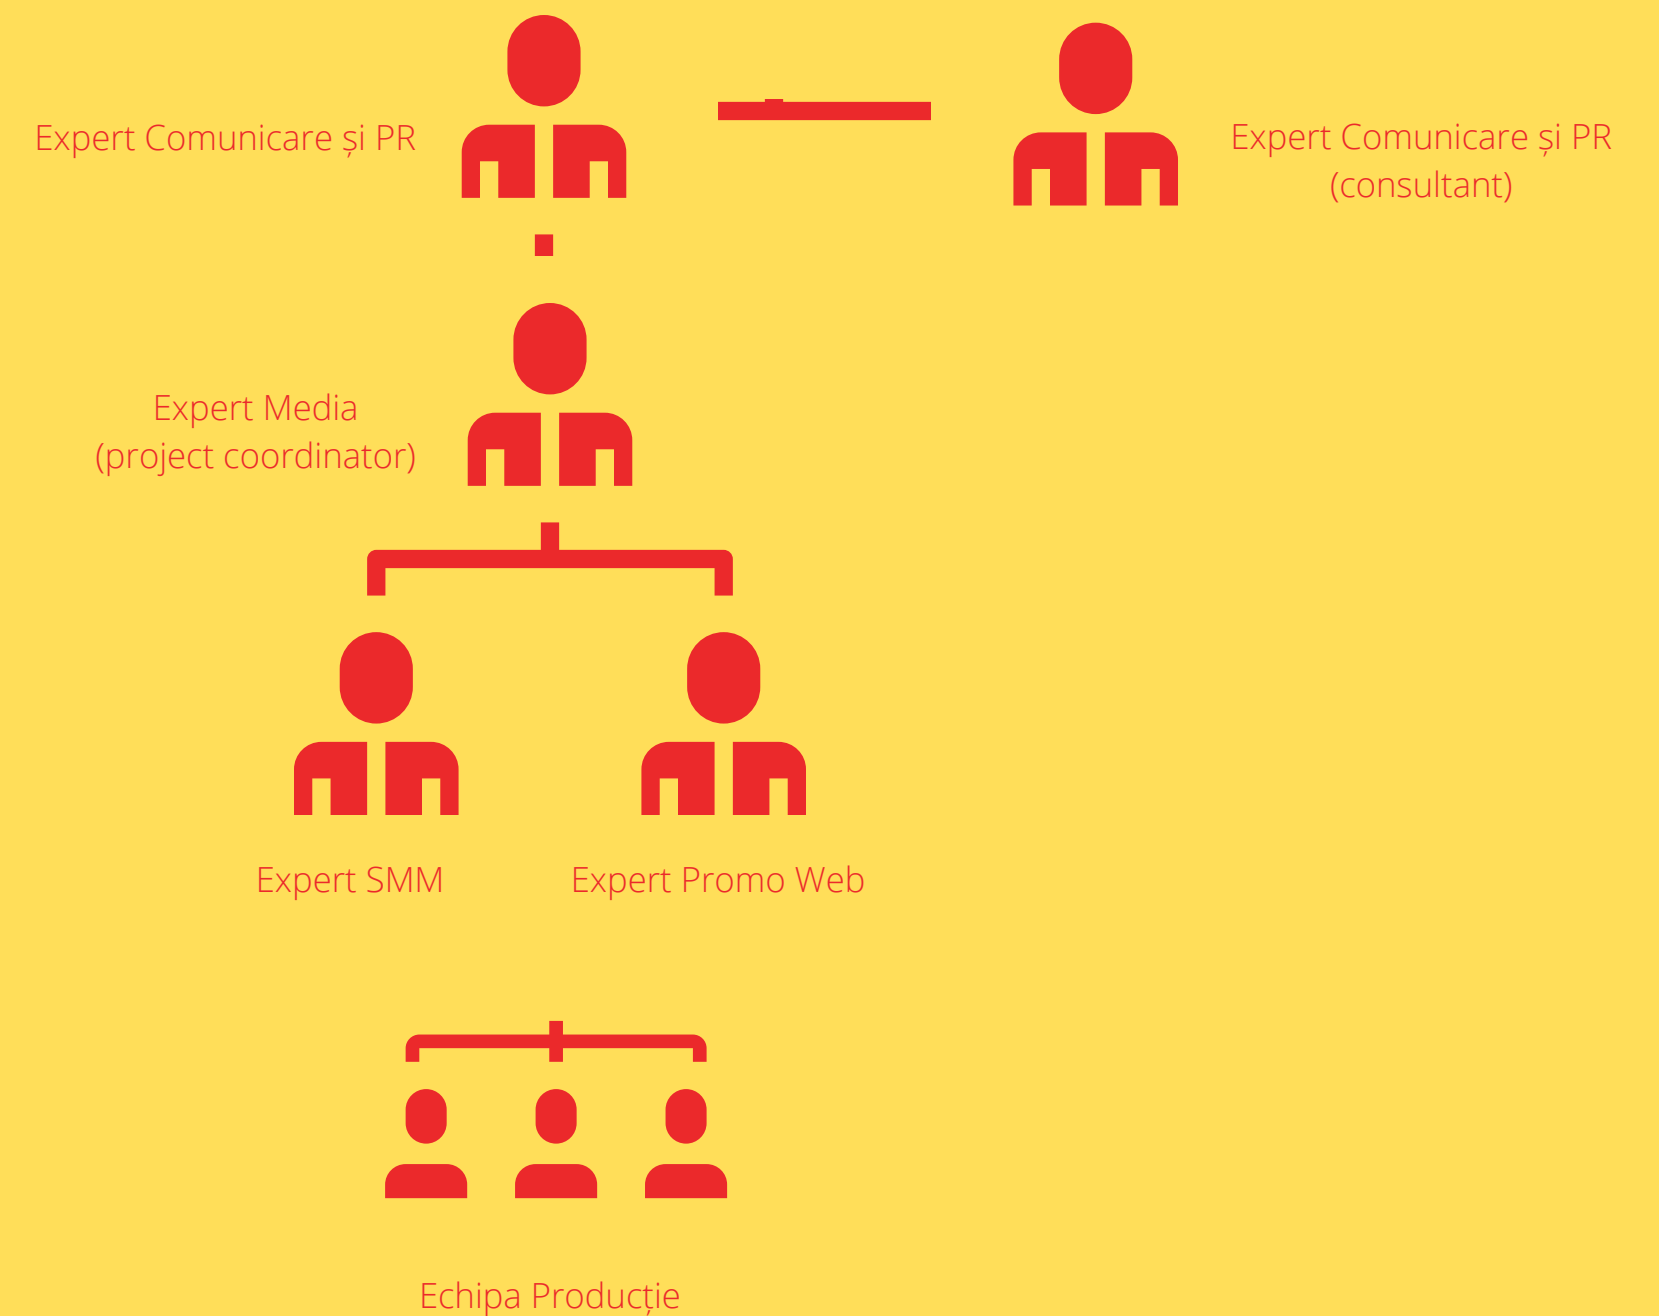 Expert Comunicare și PR
Expert Comunicare și PR
(consultant)
Expert Media
(project coordinator)
Expert SMM
Expert Promo Web
Echipa Producție